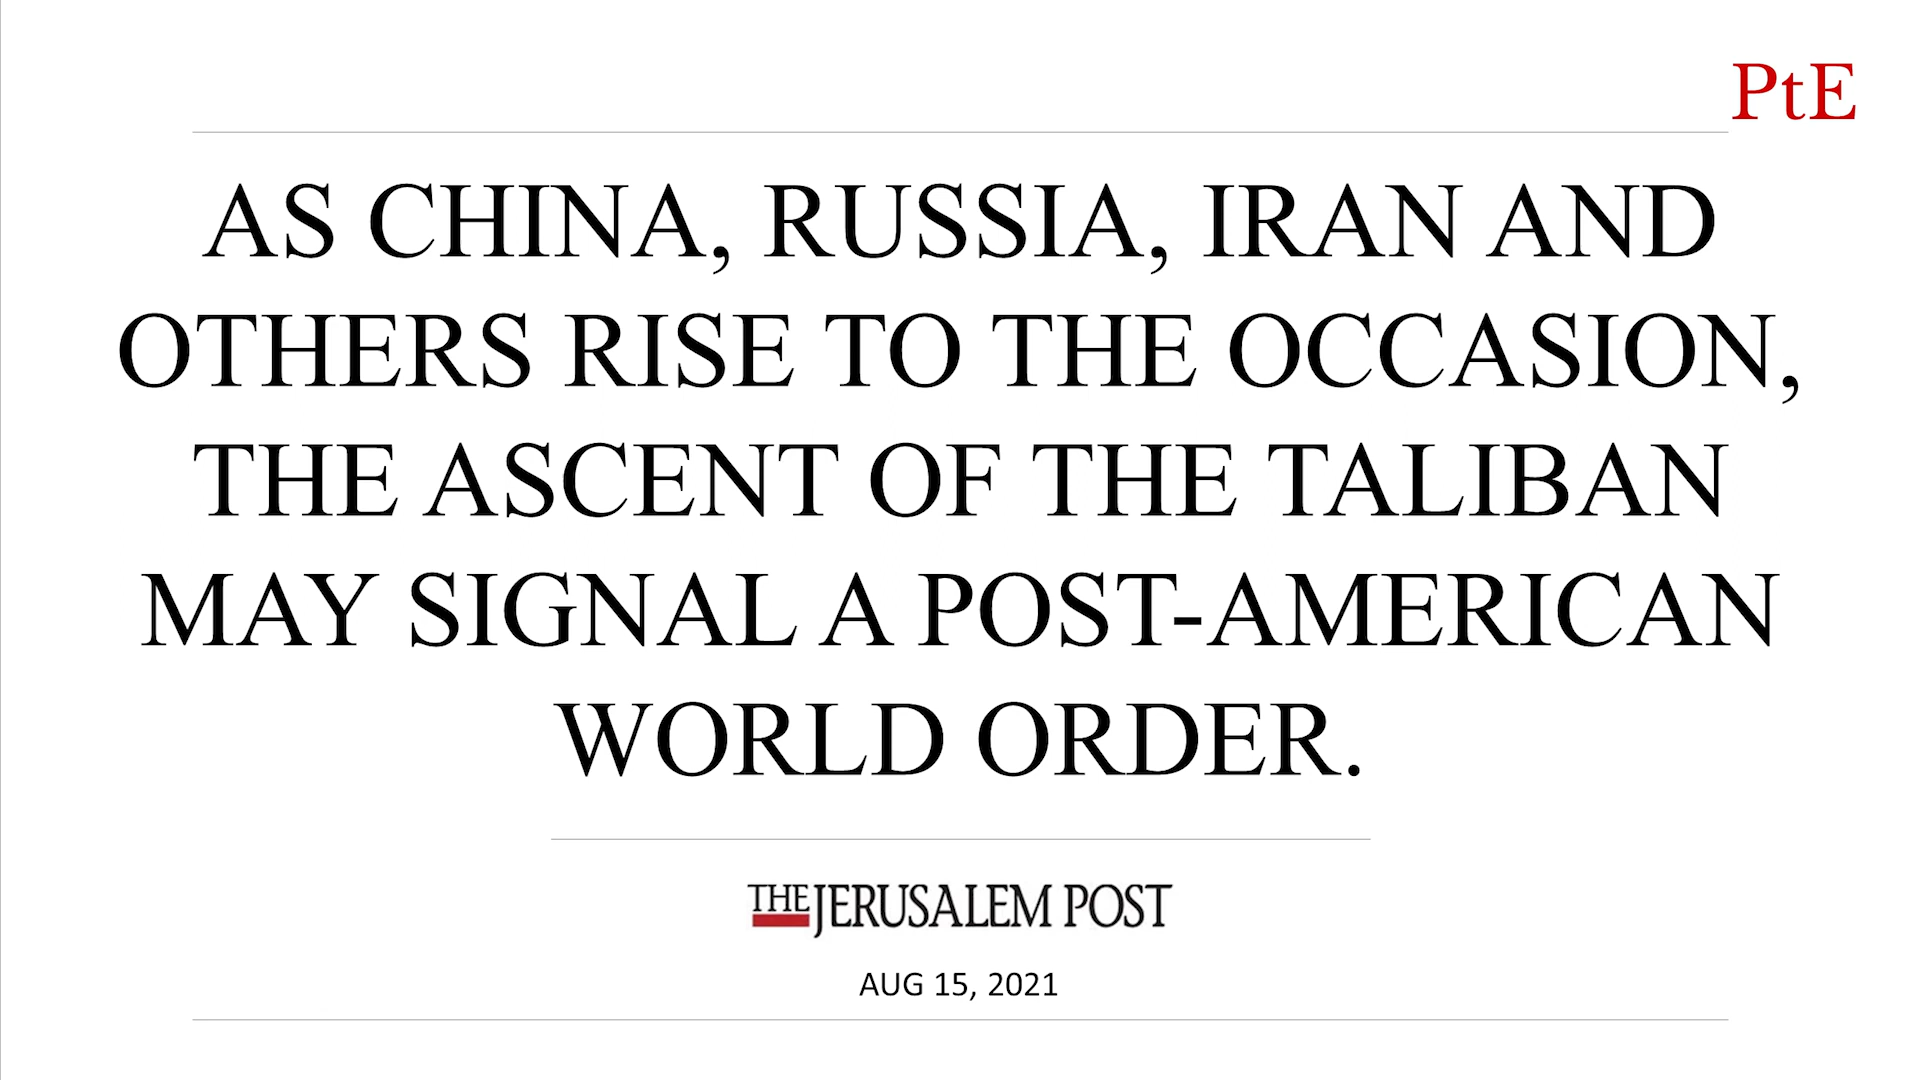 PtE
AS CHINA, RUSSIA, IRAN AND
OTHERS RISE TO THE OCCASION,
THE ASCENT OF THE TALIBAN
MAY SIGNAL A POST-AMERICAN
WORLD ORDER.
THE JERUSALEM POST
AUG 15, 2021